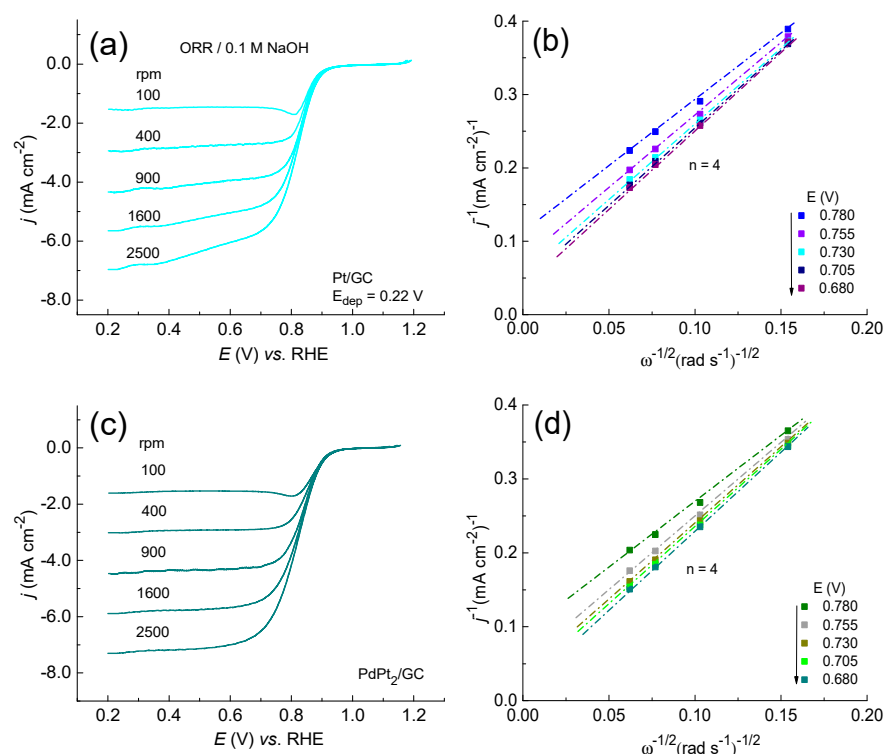 (a)
ORR / 0.1 M NaOH
rpm
100
400
900
1600
2500
Pt/GC
E_dep = 0.22 V
0.0
-2.0
-4.0
-6.0
-8.0
0.2 0.4 0.6 0.8 1.0 1.2
j (mA cm⁻²)
E (V) vs. RHE
(b)
n = 4
E (V)
0.780
0.755
0.730
0.705
0.680
0.4
0.3
0.2
0.1
0.0
0.00 0.05 0.10 0.15 0.20
j⁻¹(mA cm⁻²)⁻¹
ω⁻¹/²(rad s⁻¹)⁻¹/²
(c)
rpm
100
400
900
1600
2500
PdPt₂/GC
0.0
-2.0
-4.0
-6.0
-8.0
0.2 0.4 0.6 0.8 1.0 1.2
j (mA cm⁻²)
E (V) vs. RHE
(d)
n = 4
E (V)
0.780
0.755
0.730
0.705
0.680
0.4
0.3
0.2
0.1
0.0
0.00 0.05 0.10 0.15 0.20
j⁻¹(mA cm⁻²)⁻¹
ω⁻¹/²(rad s⁻¹)⁻¹/²